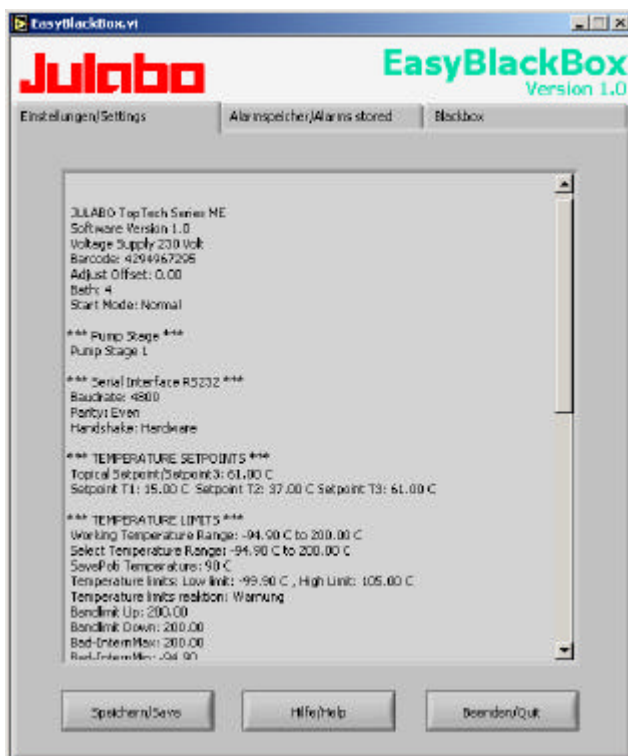 EasyBlackBox.vi
Julabo
EasyBlackBox
Version 1.0
Einstellungen/Settings
Alarmspeicher/Alarms stored
Blackbox
JULABO TopTech Series ME
Software Version 1.0
Voltage Supply 230 Volt
Barcode: 4294967295
Adjust Offset: 0.00
Bath: 4
Start Mode: Normal
*** Pump Stage ***
Pump Stage 1
*** Serial Interface RS232 ***
Baudrate: 4800
Parity: Even
Handshake: Hardware
*** TEMPERATURE SETPOINTS ***
Topical Setpoint/Setpoint3: 61.00 C
Setpoint T1: 15.00 C Setpoint T2: 37.00 C Setpoint T3: 61.00 C
*** TEMPERATURE LIMITS ***
Working Temperature Range: -94.90 C to 200.00 C
Select Temperature Range: -94.90 C to 200.00 C
SavePoti Temperature: 90 C
Temperature limits: Low limit: -99.90 C , High Limit: 105.00 C
Temperature limits reaktion: Warnung
Bandlimit Up: 200.00
Bandlimit Down: 200.00
Bad-InternMax: 200.00
Bad-InternMin: -94.90
Speichern/Save
Hilfe/Help
Beenden/Quit